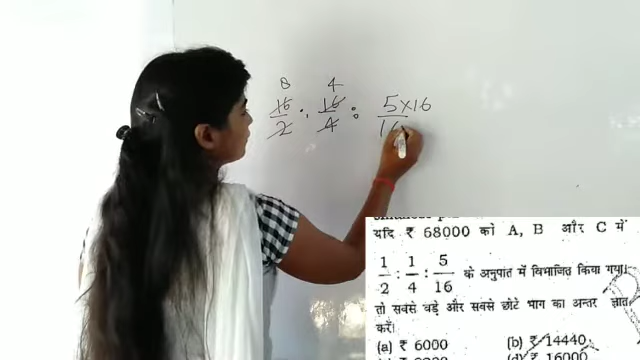 8 4
16/2 : 16/4 : 5×16/16
यदि ₹ 68000 को A, B और C में
1/2 : 1/4 : 5/16 के अनुपात में विभाजित किया गया।
तो सबसे बड़े और सबसे छोटे भाग का अन्तर ज्ञात
करें।
(a) ₹ 6000 (b) ₹ 14440
16000